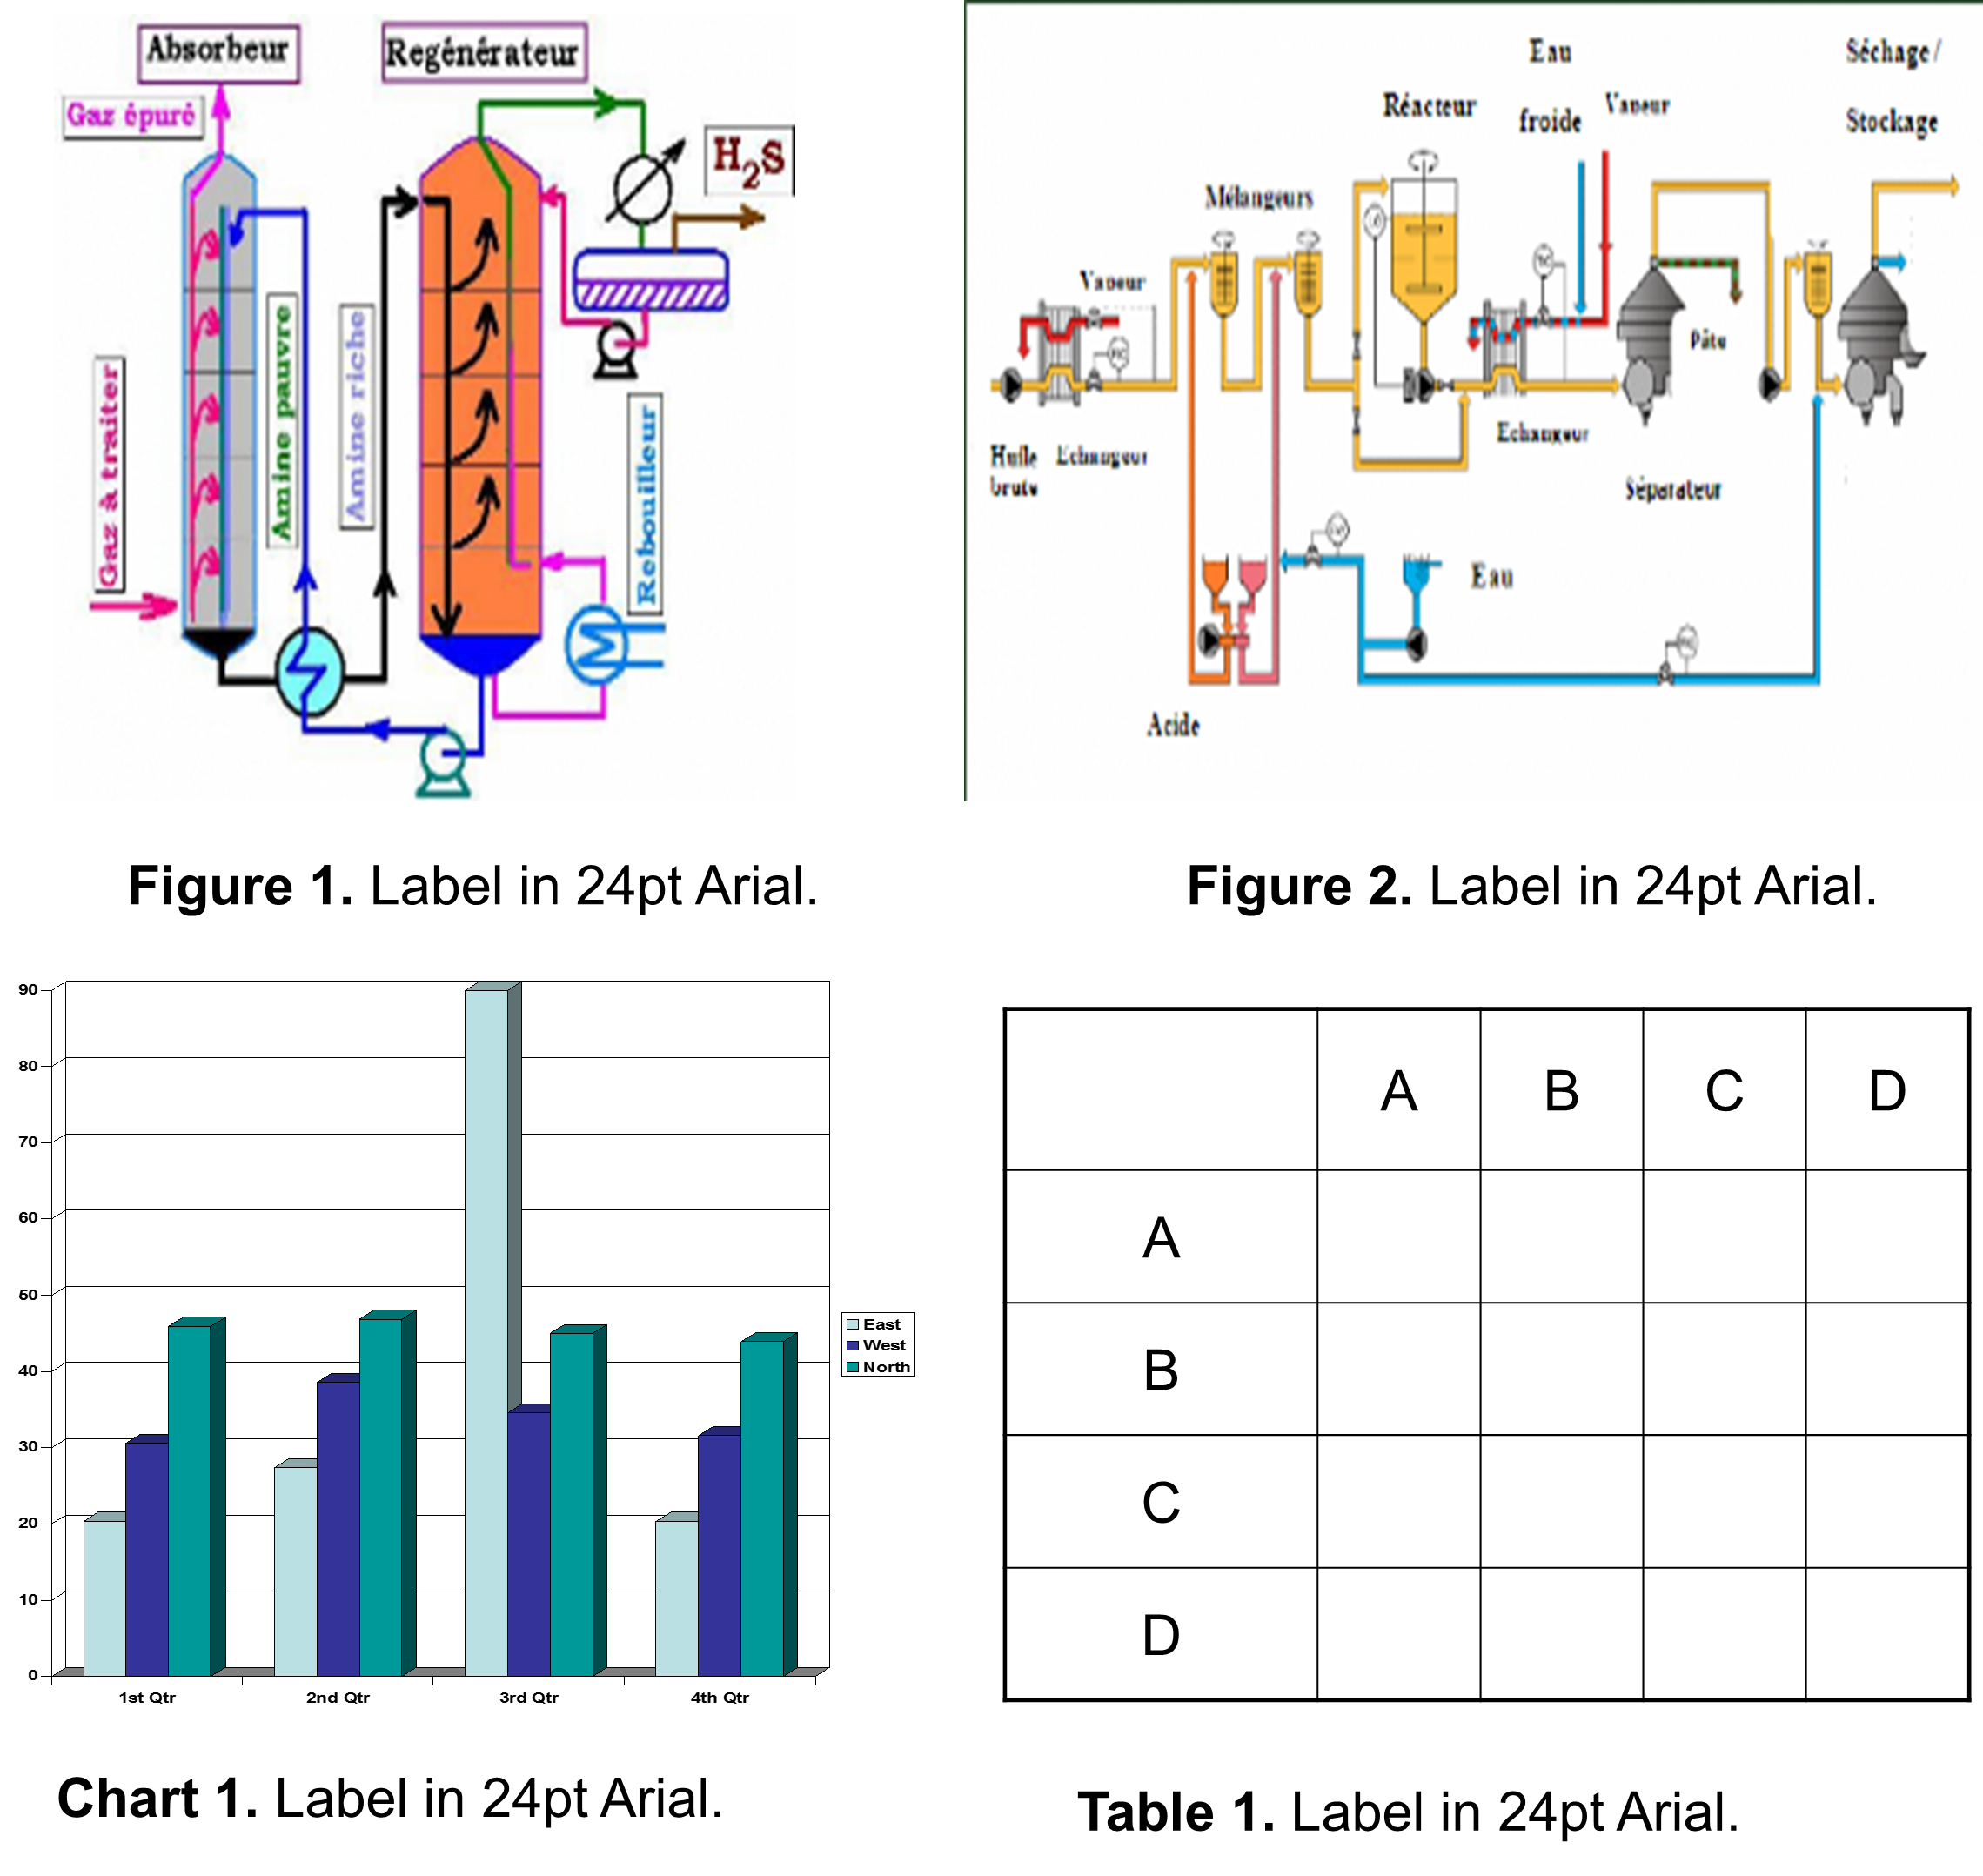 Absorbeur
Regénérateur
Gaz épuré
H2S
Gaz à traiter
Amine pauvre
Amine riche
Rebouilleur
Eau
froide
Séchage /
Stockage
Réacteur
Vapeur
Mélangeurs
Vapeur
Pâte
Echangeur
Huile
brute
Echangeur
Séparateur
Eau
Acide
Figure 1. Label in 24pt Arial.
Figure 2. Label in 24pt Arial.
90
80
70
60
50
40
30
20
10
0
1st Qtr
2nd Qtr
3rd Qtr
4th Qtr
East
West
North
A B C D
A
B
C
D
Chart 1. Label in 24pt Arial.
Table 1. Label in 24pt Arial.